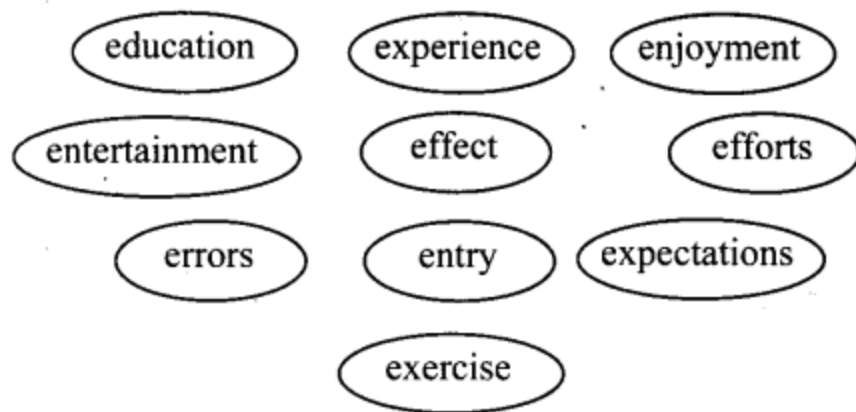 education experience enjoyment
entertainment effect efforts
errors entry expectations
exercise